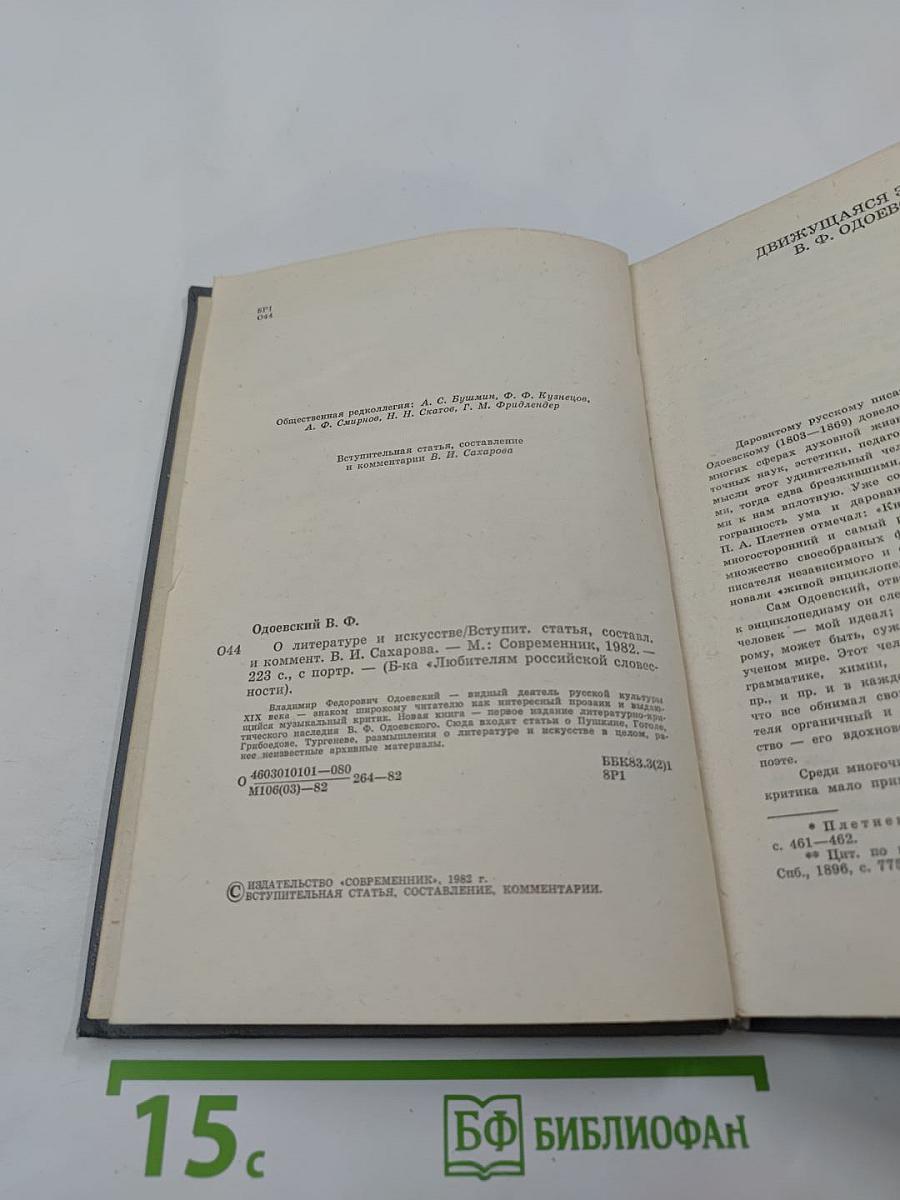 8Р1
О44
Общественная редколлегия: А. С. Бушмин, Ф. Ф. Кузнецов,
А. Ф. Смирнов, Н. Н. Скатов, Г. М. Фридлендер
Вступительная статья, составление
и комментарии В. И. Сахарова
Одоевский В. Ф.
О44 О литературе и искусстве/Вступит. статья, составл.
и коммент. В. И. Сахарова. — М.: Современник, 1982. —
223 с., с портр. — (Б-ка «Любителям российской словес-
ности).
Владимир Федорович Одоевский — видный деятель русской культуры
XIX века — знаком широкому читателю как интересный прозаик и выдаю-
щийся музыкальный критик. Новая книга — первое издание литературно-кри-
тического наследия В. Ф. Одоевского. Сюда входят статьи о Пушкине, Гоголе,
Грибоедове, Тургеневе, размышления о литературе и искусстве в целом, ра-
нее неизвестные архивные материалы.
О 4603010101—080 264—82 ББК83.3(2)1
М106(03)—82 8Р1
© ИЗДАТЕЛЬСТВО «СОВРЕМЕННИК», 1982 г.
ВСТУПИТЕЛЬНАЯ СТАТЬЯ, СОСТАВЛЕНИЕ, КОММЕНТАРИИ.
ДВИЖУЩАЯСЯ
В. Ф. ОДОЕВ
Даровитому русскому писа
Одоевскому (1803—1869) довело
многих сферах духовной жиз
точных наук, эстетики, педаго
мысли этот удивительный чел
ми, тогда едва брезжившими,
ми к нам вплотную. Уже со
гогранность ума и дарован
П. А. Плетнев отмечал: «Кн
многосторонний и самый
множество своеобразных ф
писателя независимого и
новали «живой энциклопе
Сам Одоевский, отв
к энциклопедизму он сле
человек — мой идеал;
рому, может быть, суж
ученом мире. Этот чел
грамматике, химии,
пр., и пр. и в кажд
что все обнимал сво
теля органичный и
ство — его вдохнов
поэте.
Среди многочи
критика мало при
* Плетнев
с. 461—462.
** Цит. по
Спб., 1896, с. 775
15 с
БФ БИБЛИОФАН